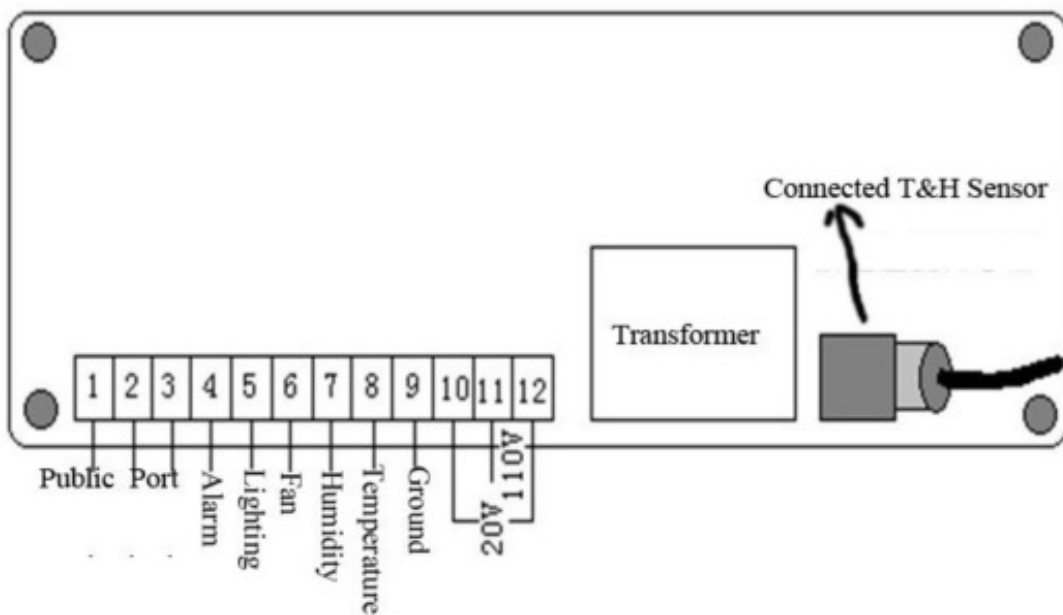 Connected T&H Sensor
Transformer
1 2 3 4 5 6 7 8 9 10 11 12
Public Port Alarm Lighting Fan Humidity Temperature Ground 110V
20V